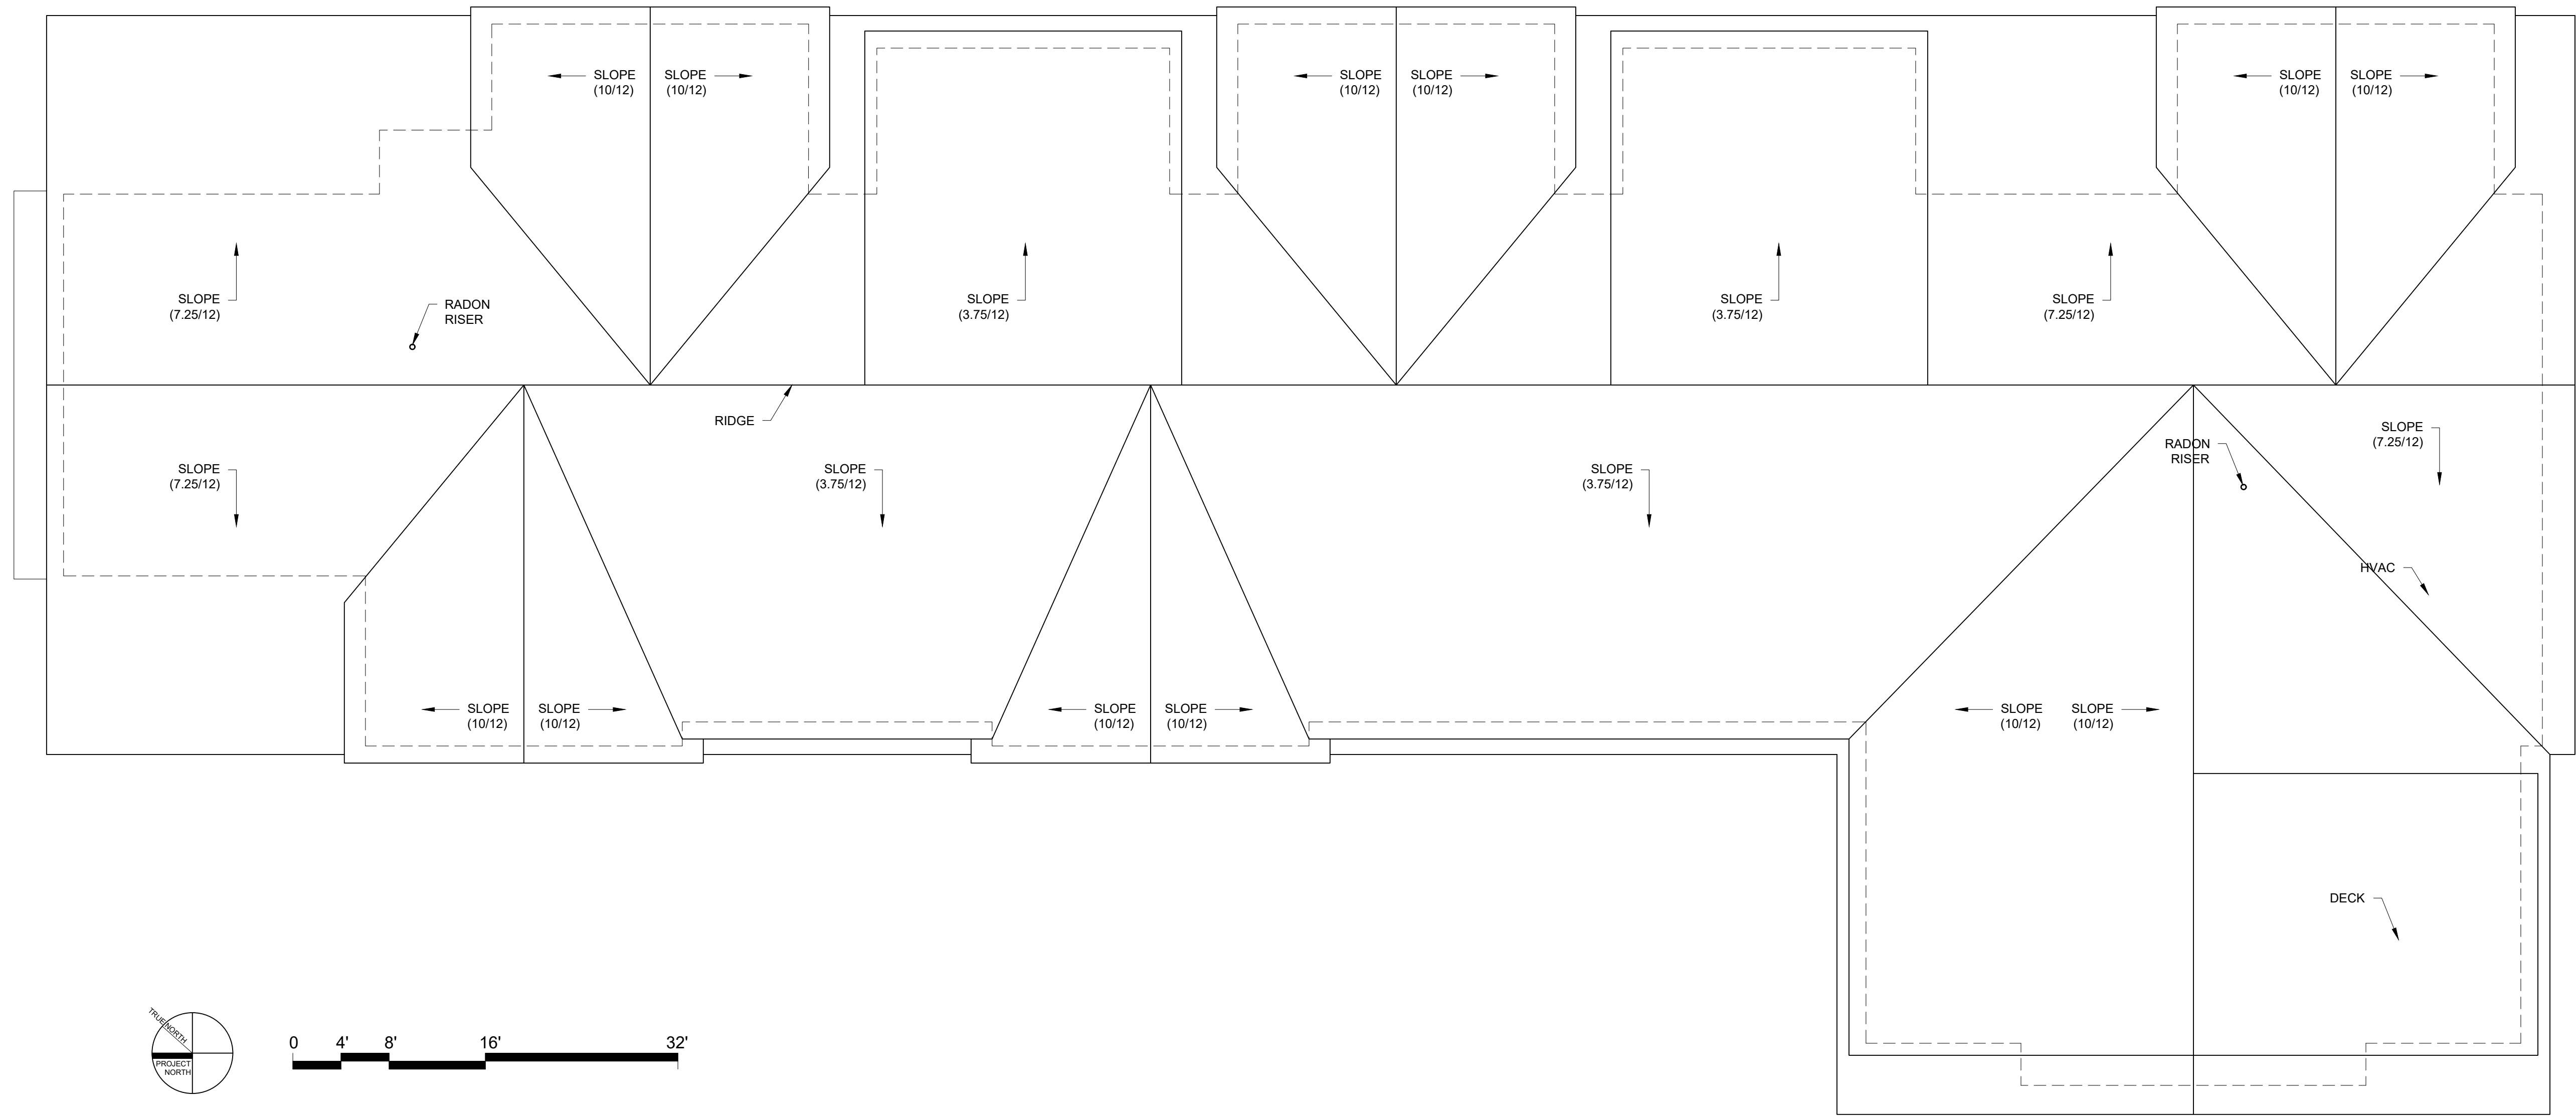 SLOPE
(10/12)
SLOPE
(10/12)
SLOPE
(10/12)
SLOPE
(10/12)
SLOPE
(10/12)
SLOPE
(10/12)
SLOPE
(7.25/12)
RADON
RISER
SLOPE
(3.75/12)
SLOPE
(3.75/12)
SLOPE
(7.25/12)
RIDGE
SLOPE
(7.25/12)
SLOPE
(3.75/12)
SLOPE
(3.75/12)
RADON
RISER
SLOPE
(7.25/12)
HVAC
SLOPE
(10/12)
SLOPE
(10/12)
SLOPE
(10/12)
SLOPE
(10/12)
SLOPE
(10/12)
SLOPE
(10/12)
DECK
TRUE NORTH
PROJECT
NORTH
0 4' 8' 16' 32'